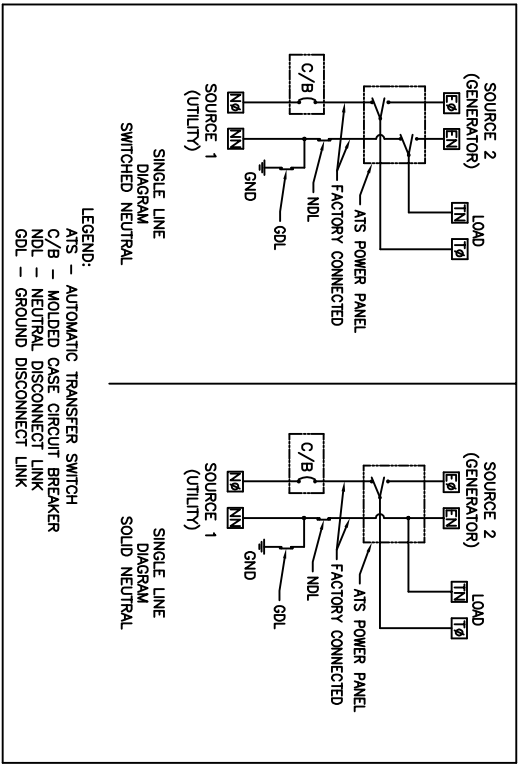 SOURCE 2
(GENERATOR)
EØ
EN
LOAD
TN
TØ
ATS POWER PANEL
FACTORY CONNECTED
C/B
NDL
GDL
GND
NØ
NN
SOURCE 1
(UTILITY)
SINGLE LINE
DIAGRAM
SWITCHED NEUTRAL
SOURCE 2
(GENERATOR)
EØ
EN
LOAD
TN
TØ
ATS POWER PANEL
FACTORY CONNECTED
C/B
NDL
GDL
GND
NØ
NN
SOURCE 1
(UTILITY)
SINGLE LINE
DIAGRAM
SOLID NEUTRAL
LEGEND:
ATS – AUTOMATIC TRANSFER SWITCH
C/B – MOLDED CASE CIRCUIT BREAKER
NDL – NEUTRAL DISCONNECT LINK
GDL – GROUND DISCONNECT LINK